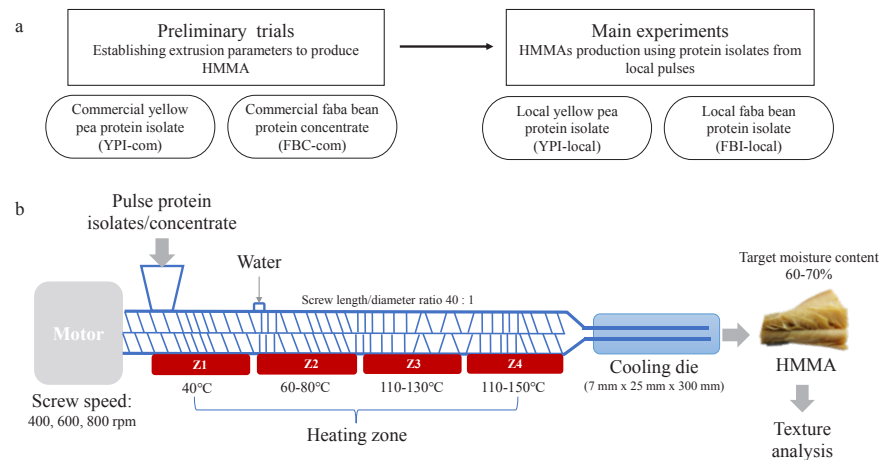 a
Preliminary trials
Establishing extrusion parameters to produce
HMMA
Main experiments
HMMAs production using protein isolates from
local pulses
Commercial yellow
pea protein isolate
(YPI-com)
Commercial faba bean
protein concentrate
(FBC-com)
Local yellow pea
protein isolate
(YPI-local)
Local faba bean
protein isolate
(FBI-local)
b
Pulse protein
isolates/concentrate
Water
Screw length/diameter ratio 40 : 1
Target moisture content
60-70%
Motor
Z1
Z2
Z3
Z4
40℃
60-80℃
110-130℃
110-150℃
Cooling die
(7 mm x 25 mm x 300 mm)
HMMA
Screw speed:
400, 600, 800 rpm
Heating zone
Texture
analysis